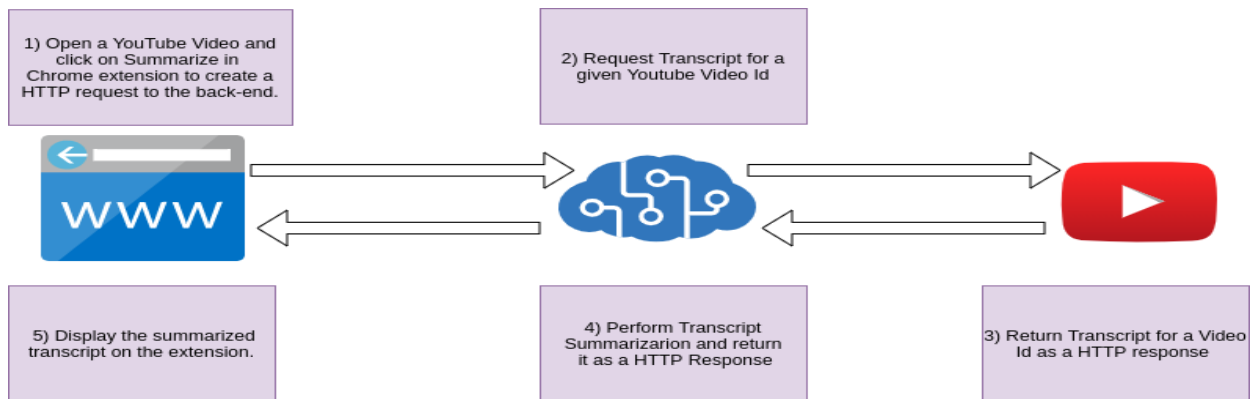 1) Open a YouTube Video and
click on Summarize in
Chrome extension to create a
HTTP request to the back-end.
2) Request Transcript for a
given Youtube Video Id
WWW
5) Display the summarized
transcript on the extension.
4) Perform Transcript
Summarizarion and return
it as a HTTP Response
3) Return Transcript for a Video
Id as a HTTP response